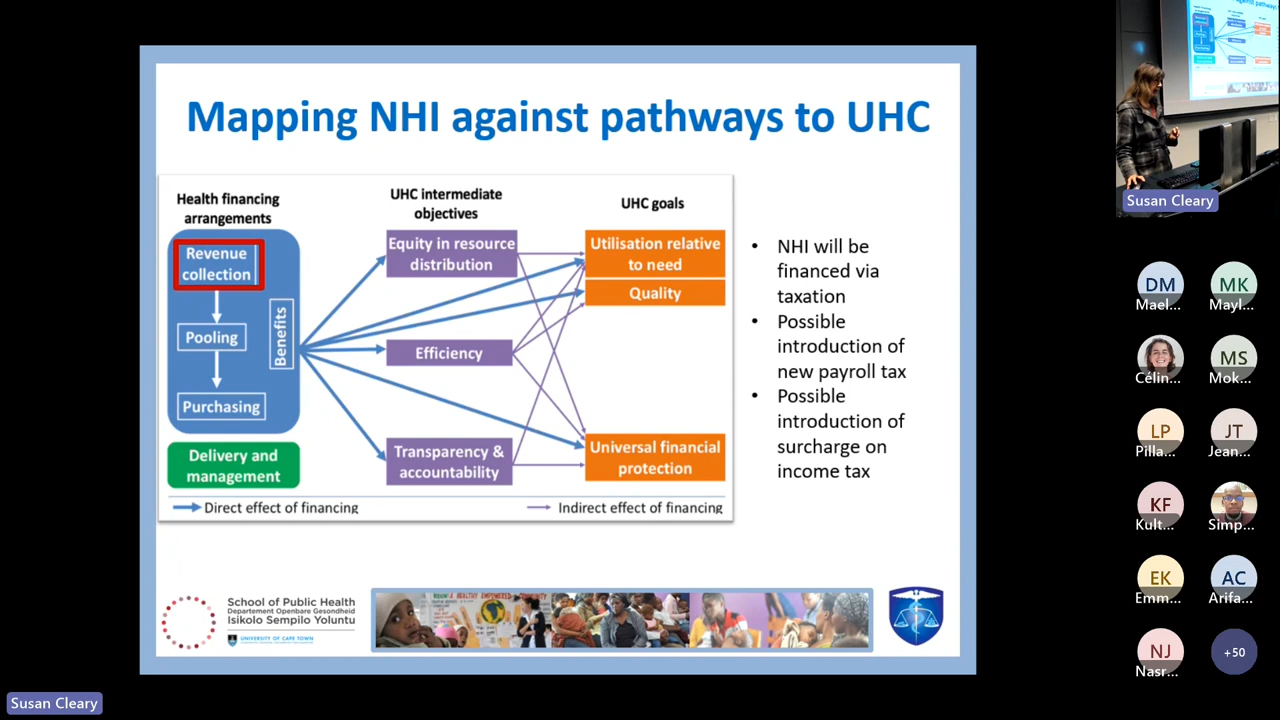 Mapping NHI against pathways to UHC
Health financing
arrangements
Revenue
collection
Pooling
Purchasing
Benefits
Delivery and
management
UHC intermediate
objectives
Equity in resource
distribution
Efficiency
Transparency &
accountability
UHC goals
Utilisation relative
to need
Quality
Universal financial
protection
Direct effect of financing
Indirect effect of financing
• NHI will be
financed via
taxation
• Possible
introduction of
new payroll tax
• Possible
introduction of
surcharge on
income tax
School of Public Health
Departement Openbare Gesondheid
Isikolo Sempilo Yoluntu
UNIVERSITY OF CAPE TOWN
Susan Cleary
DM
Mael...
MK
Mayl...
Célin...
MS
Mok...
LP
Pilla...
JT
Jean...
KF
Kult...
Simp...
EK
Emm...
AC
Arifa...
NJ
Nasr...
+50
Susan Cleary